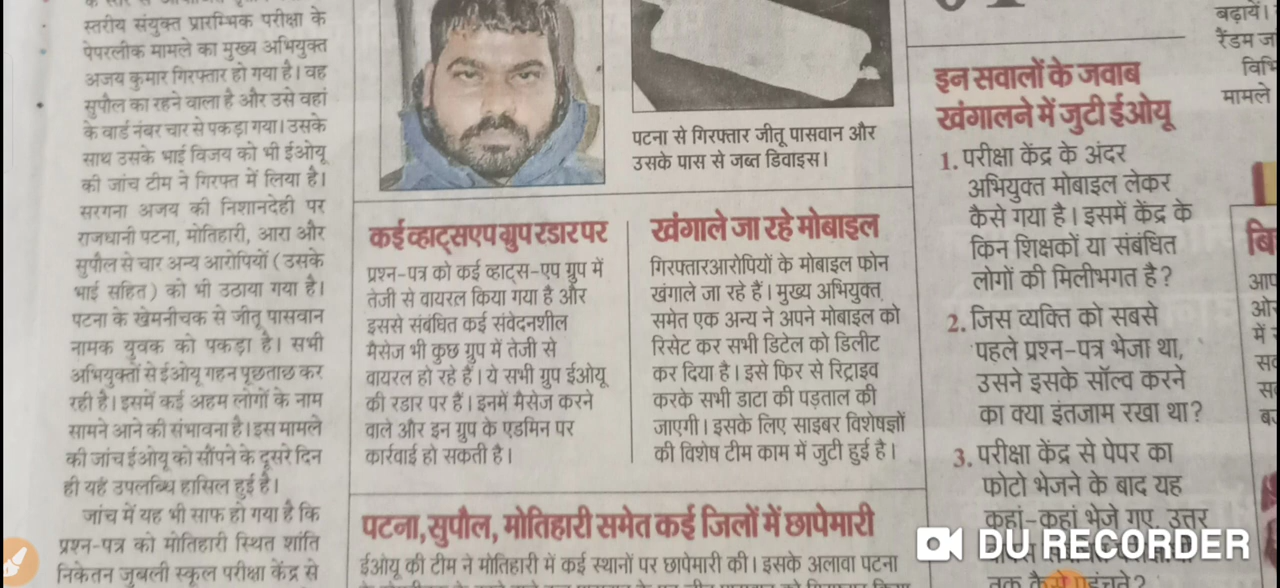 स्तरीय संयुक्त प्रारम्भिक परीक्षा के
पेपरलीक मामले का मुख्य अभियुक्त
अजय कुमार गिरफ्तार हो गया है। वह
सुपौल का रहने वाला है और उसे वहां
के वार्ड नंबर चार से पकड़ा गया। उसके
साथ उसके भाई विजय को भी ईओयू
की जांच टीम ने गिरफ्त में लिया है।
सरगना अजय की निशानदेही पर
राजधानी पटना, मोतिहारी, आरा और
सुपौल से चार अन्य आरोपियों (उसके
भाई सहित) को भी उठाया गया है।
पटना के खेमनीचक से जीतू पासवान
नामक युवक को पकड़ा है। सभी
अभियुक्तों से ईओयू गहन पूछताछ कर
रही है। इसमें कई अहम लोगों के नाम
सामने आने की संभावना है। इस मामले
की जांच ईओयू को सौंपने के दूसरे दिन
ही यह उपलब्धि हासिल हुई है।
जांच में यह भी साफ हो गया है कि
प्रश्न-पत्र को मोतिहारी स्थित शांति
निकेतन जुबली स्कूल परीक्षा केंद्र से
पटना से गिरफ्तार जीतू पासवान और
उसके पास से जब्त डिवाइस।
कई व्हाट्सएप ग्रुप रडार पर
प्रश्न-पत्र को कई व्हाट्स-एप ग्रुप में
तेजी से वायरल किया गया है और
इससे संबंधित कई संवेदनशील
मैसेज भी कुछ ग्रुप में तेजी से
वायरल हो रहे हैं। ये सभी ग्रुप ईओयू
की रडार पर हैं। इनमें मैसेज करने
वाले और इन ग्रुप के एडमिन पर
कार्रवाई हो सकती है।
खंगाले जा रहे मोबाइल
गिरफ्तार आरोपियों के मोबाइल फोन
खंगाले जा रहे हैं। मुख्य अभियुक्त
समेत एक अन्य ने अपने मोबाइल को
रिसेट कर सभी डिटेल को डिलीट
कर दिया है। इसे फिर से रिट्राइव
करके सभी डाटा की पड़ताल की
जाएगी। इसके लिए साइबर विशेषज्ञों
की विशेष टीम काम में जुटी हुई है।
पटना, सुपौल, मोतिहारी समेत कई जिलों में छापेमारी
ईओयू की टीम ने मोतिहारी में कई स्थानों पर छापेमारी की। इसके अलावा पटना
इन सवालों के जवाब
खंगालने में जुटी ईओयू
1. परीक्षा केंद्र के अंदर
अभियुक्त मोबाइल लेकर
कैसे गया है। इसमें केंद्र के
किन शिक्षकों या संबंधित
लोगों की मिलीभगत है?
2. जिस व्यक्ति को सबसे
पहले प्रश्न-पत्र भेजा था,
उसने इसके सॉल्व करने
का क्या इंतजाम रखा था?
3. परीक्षा केंद्र से पेपर का
फोटो भेजने के बाद यह
कहां-कहां भेजे गए, उत्तर
बढ़ायें।
रैंडम
मामले
DU RECORDER